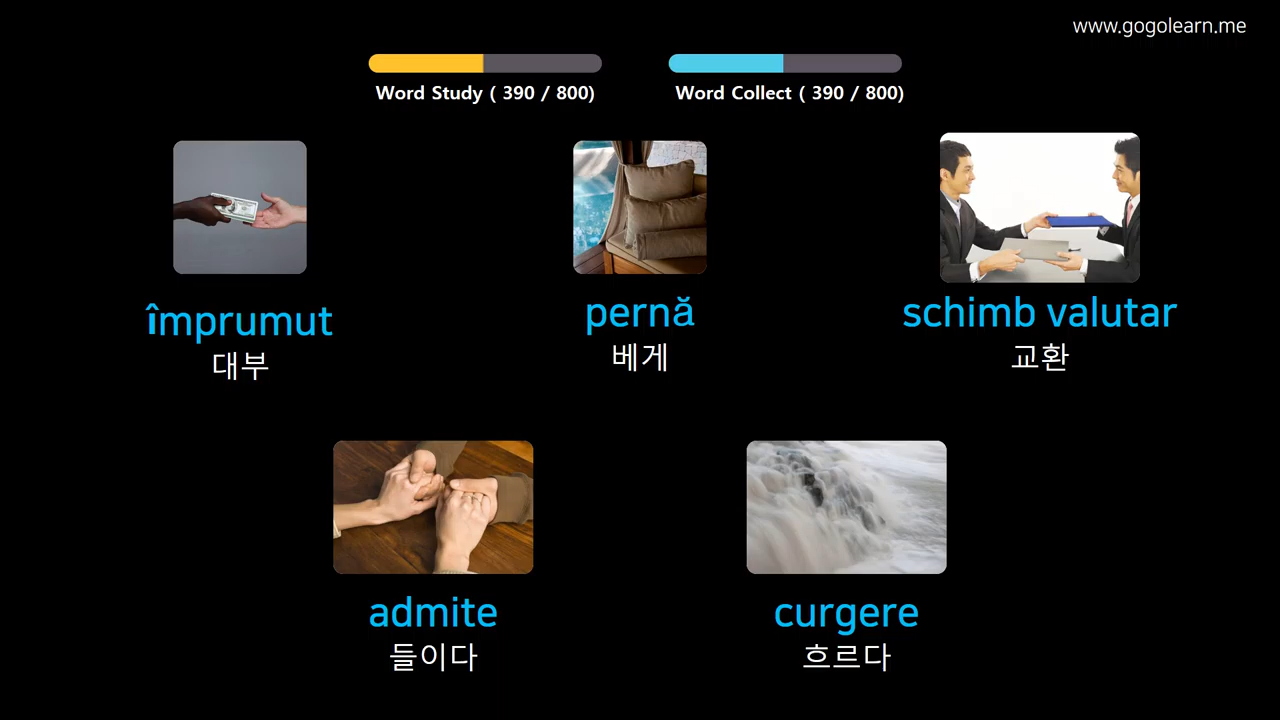 www.gogolearn.me
Word Study ( 390 / 800)
Word Collect ( 390 / 800)
împrumut
대부
pernă
베게
schimb valutar
교환
admite
들이다
curgere
흐르다